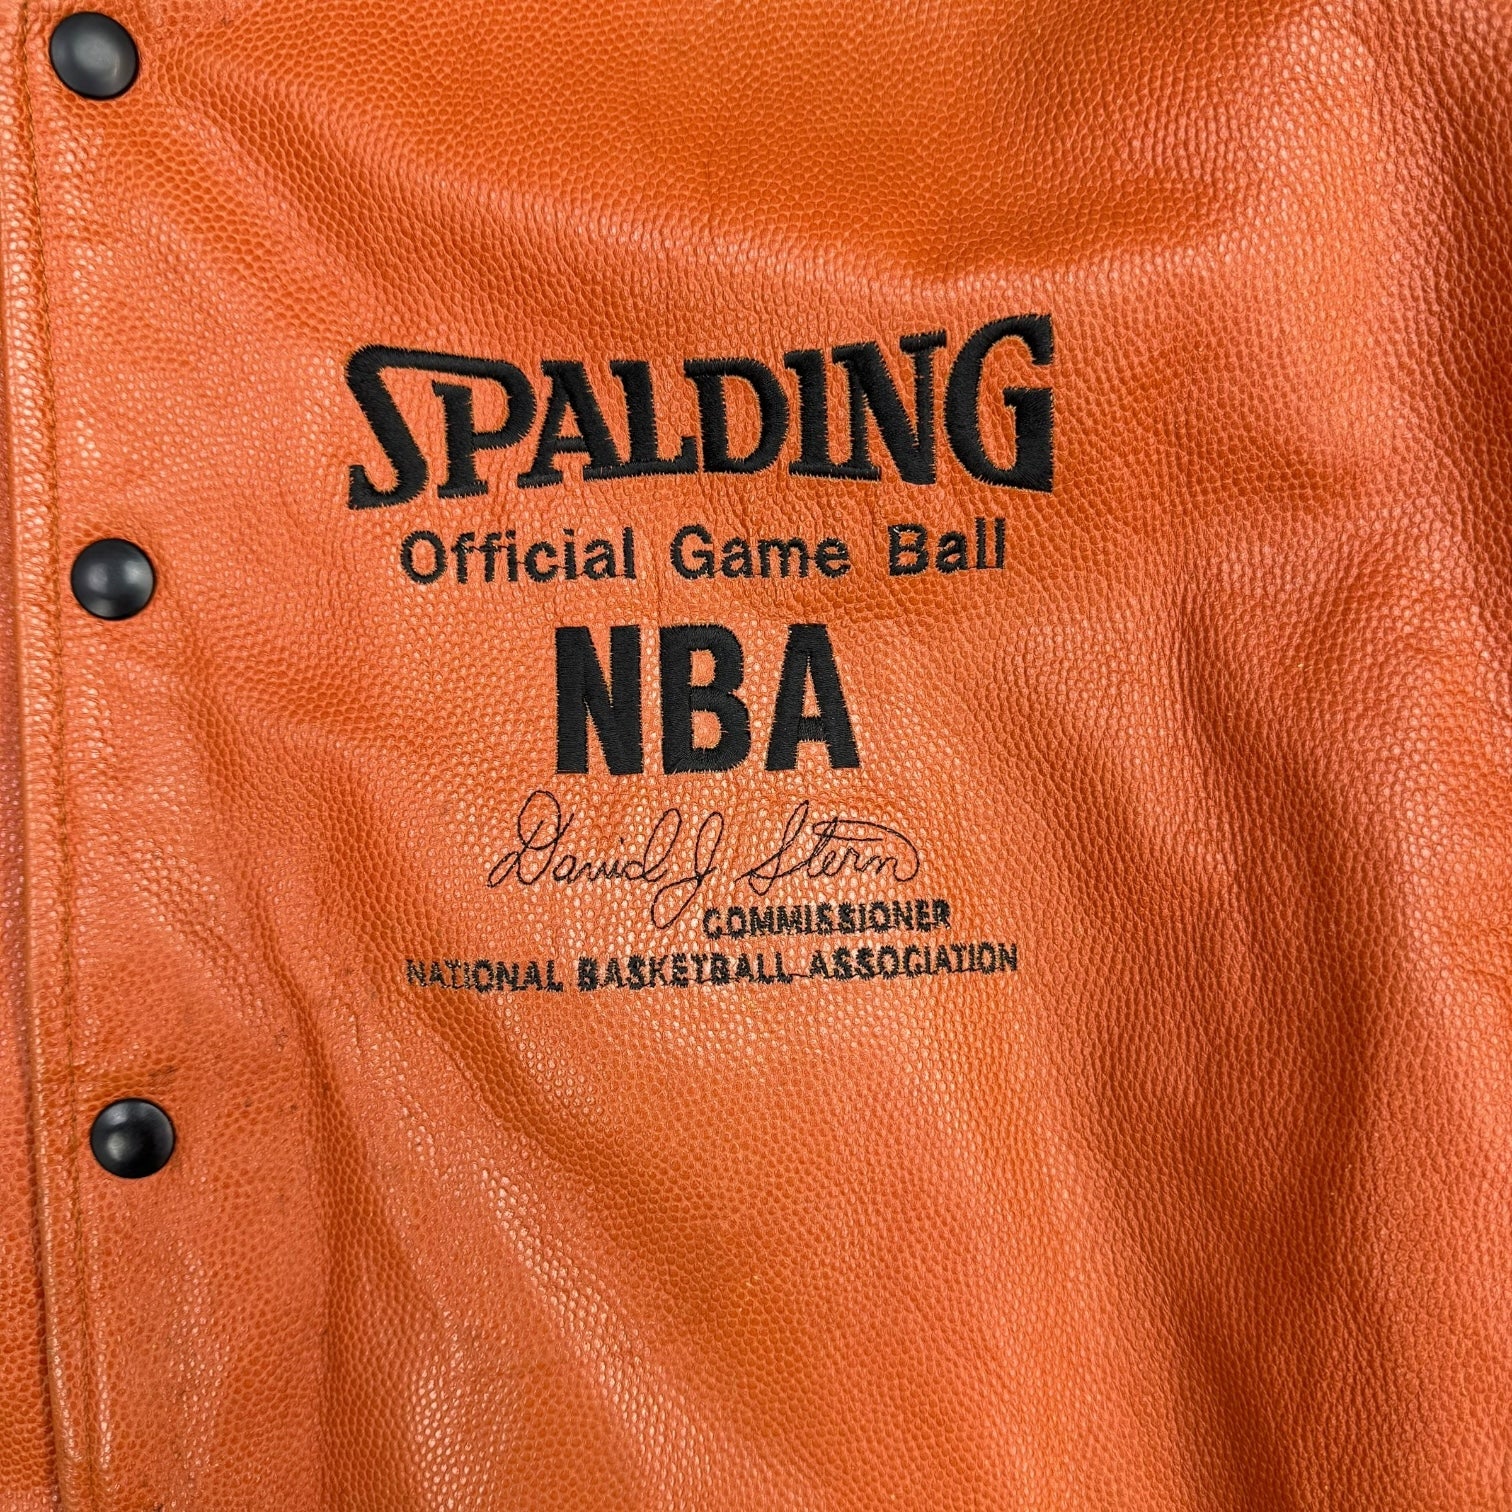 SPALDING
Official Game Ball
NBA
David J Stern
COMMISSIONER
NATIONAL BASKETBALL ASSOCIATION